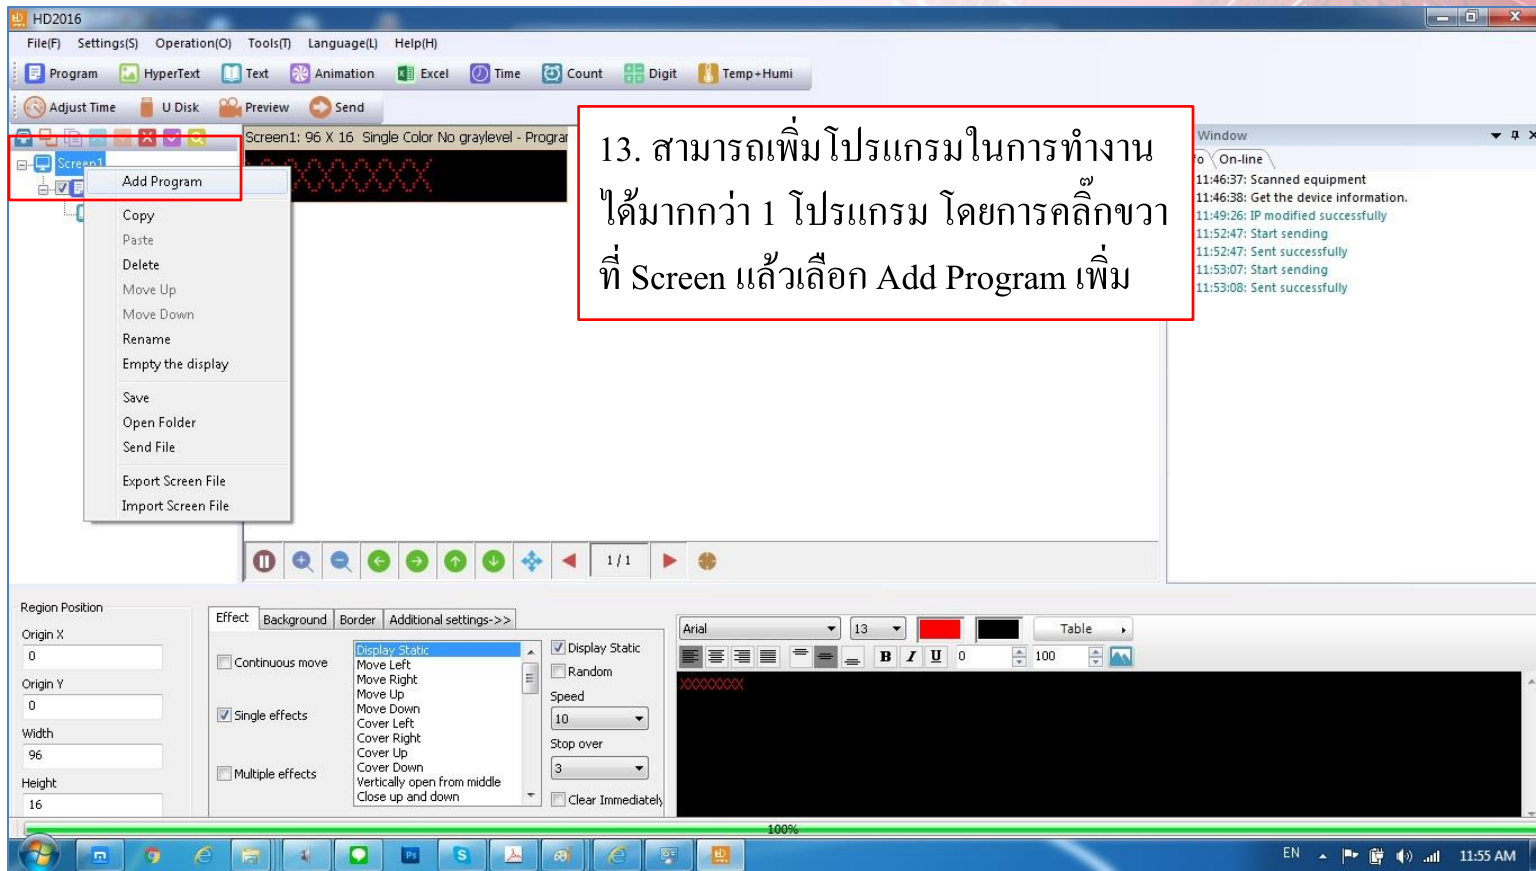 HD2016
File(F) Settings(S) Operation(O) Tools(T) Language(L) Help(H)
Program HyperText Text Animation Excel Time Count Digit Temp+Humi
Adjust Time U Disk Preview Send
Screen1: 96 X 16 Single Color No graylevel - Program
Screen1
XXXXXXXX
Add Program
Copy
Paste
Delete
Move Up
Move Down
Rename
Empty the display
Save
Open Folder
Send File
Export Screen File
Import Screen File
13. สามารถเพิ่มโปรแกรมในการทำงาน
ได้มากกว่า 1 โปรแกรม โดยการคลิ๊กขวา
ที่ Screen แล้วเลือก Add Program เพิ่ม
Window
On-line
11:46:37: Scanned equipment
11:46:38: Get the device information.
11:49:26: IP modified successfully
11:52:47: Start sending
11:52:47: Sent successfully
11:53:07: Start sending
11:53:08: Sent successfully
1/1
Region Position
Origin X
0
Origin Y
0
Width
96
Height
16
Effect Background Border Additional settings->>
Continuous move
Single effects
Multiple effects
Display Static
Move Left
Move Right
Move Up
Move Down
Cover Left
Cover Right
Cover Up
Cover Down
Vertically open from middle
Close up and down
Display Static
Random
Speed
10
Stop over
3
Clear Immediately
Arial 13 Table
B I U 0 100
XXXXXXXX
100%
EN 11:55 AM